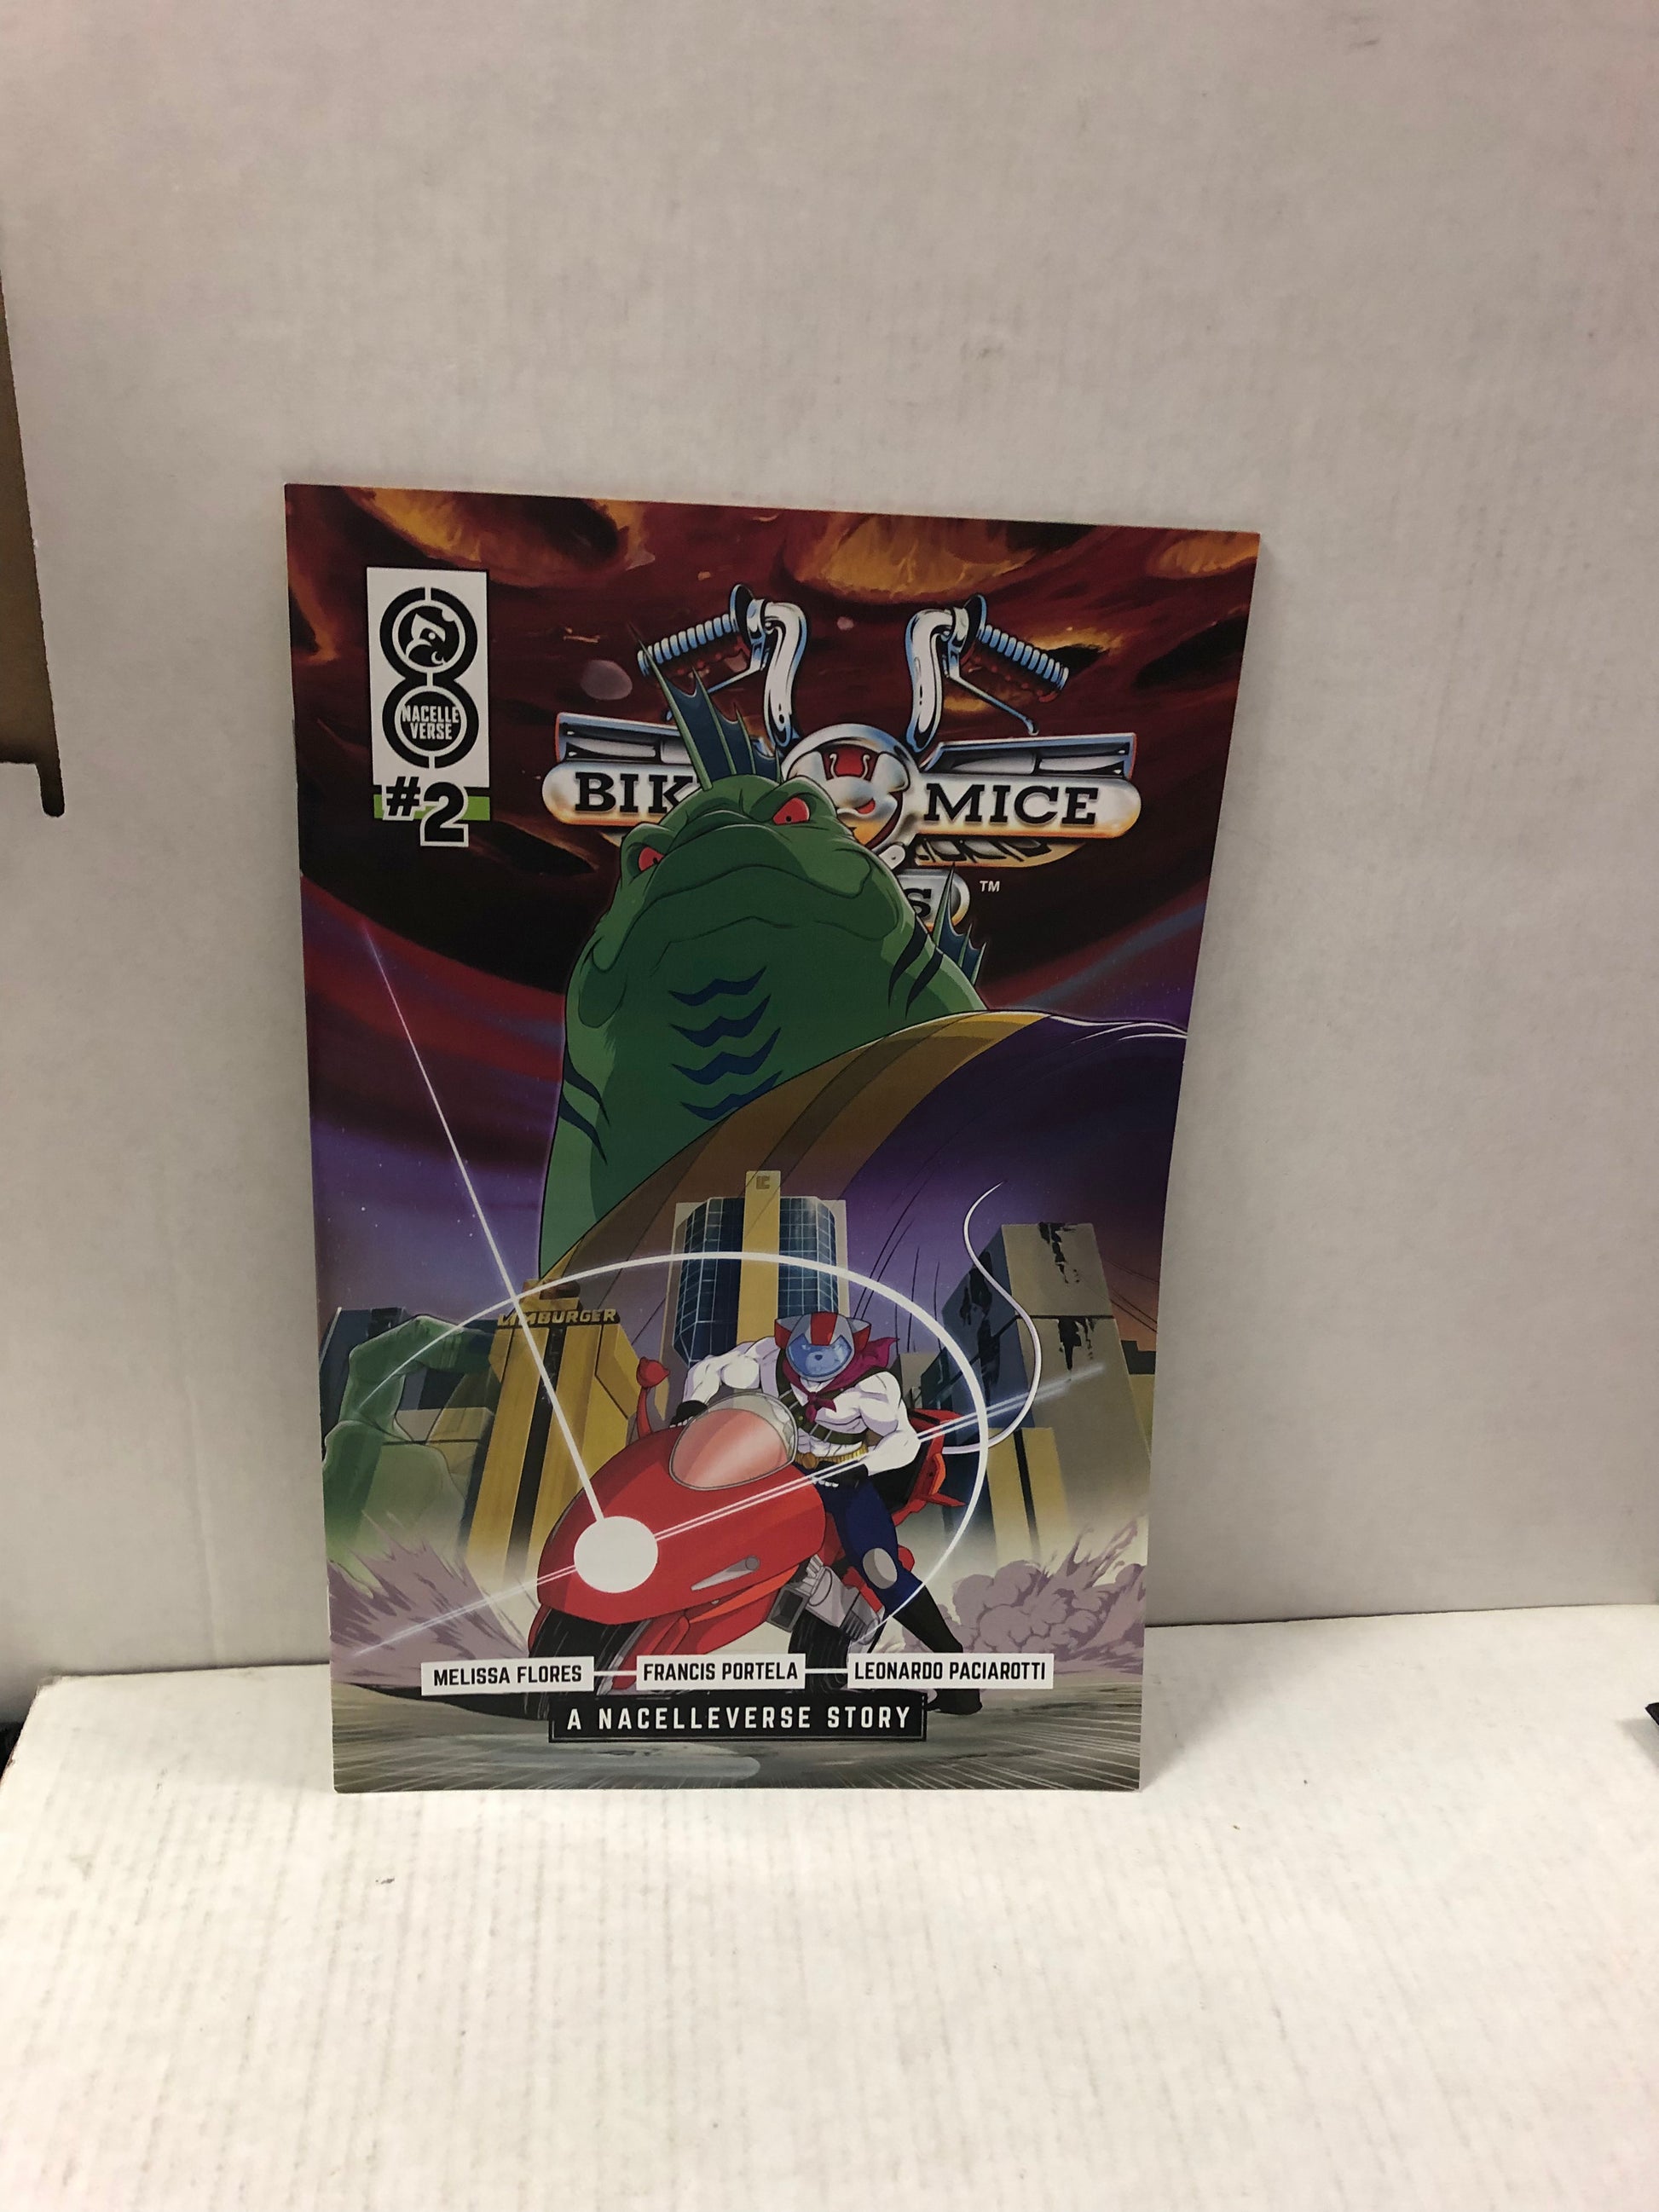 NACELLE
VERSE
#2
BIK MICE
S
TM
LIMBURGER
MELISSA FLORES FRANCIS PORTELA LEONARDO PACIAROTTI
A NACELLEVERSE STORY